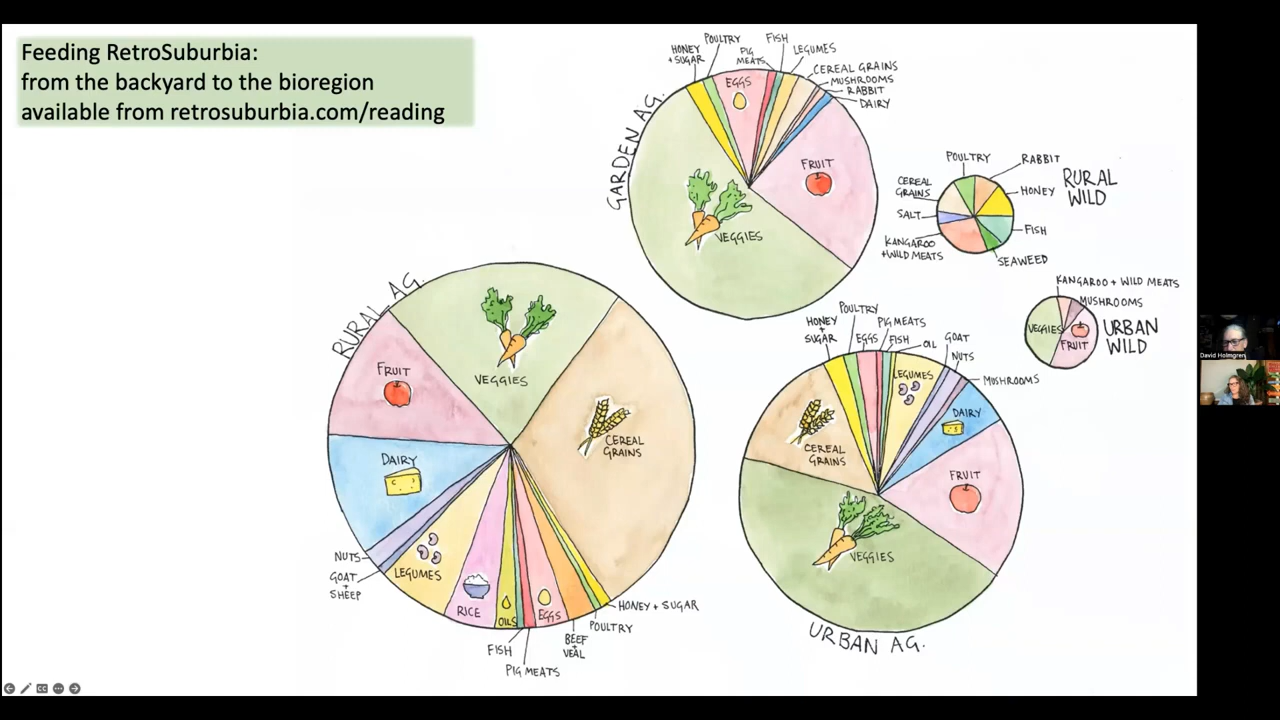 Feeding RetroSuburbia:
from the backyard to the bioregion
available from retrosuburbia.com/reading
GARDEN AG.
HONEY
+ SUGAR
POULTRY
EGGS
PIG
MEATS
FISH
LEGUMES
CEREAL GRAINS
MUSHROOMS
RABBIT
DAIRY
FRUIT
VEGGIES
RURAL
WILD
POULTRY
RABBIT
HONEY
FISH
SEAWEED
KANGAROO
+WILD MEATS
SALT
CEREAL
GRAINS
URBAN
WILD
KANGAROO + WILD MEATS
MUSHROOMS
FRUIT
VEGGIES
RURAL AG.
VEGGIES
CEREAL
GRAINS
HONEY + SUGAR
POULTRY
BEEF
+
VEAL
EGGS
PIG MEATS
FISH
OILS
RICE
LEGUMES
GOAT
+
SHEEP
NUTS
DAIRY
FRUIT
URBAN AG.
HONEY
+
SUGAR
POULTRY
EGGS
PIG MEATS
FISH
OIL
LEGUMES
GOAT
NUTS
MUSHROOMS
DAIRY
FRUIT
VEGGIES
CEREAL
GRAINS
David Holmgren
CC